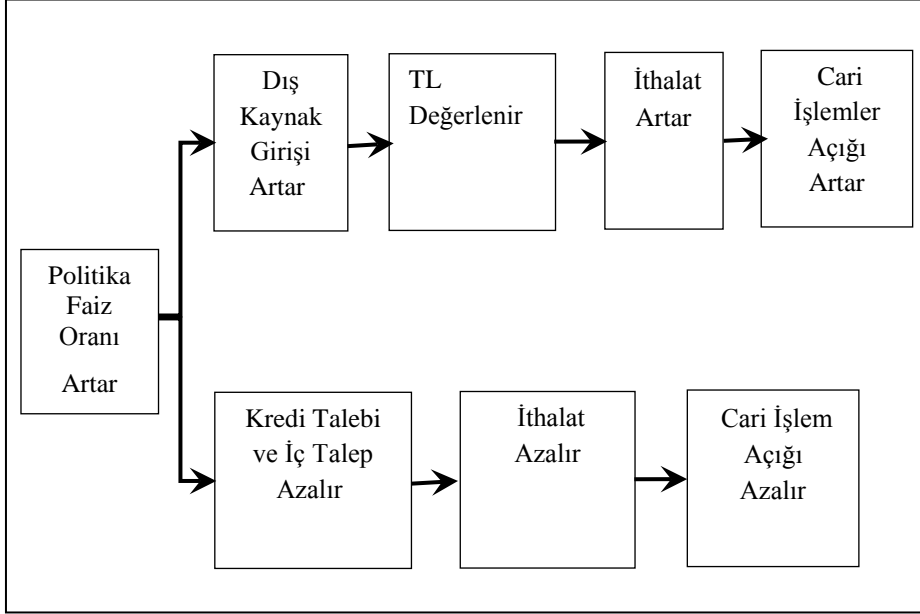 Politika
Faiz
Oranı
Artar
Dış
Kaynak
Girişi
Artar
TL
Değerlenir
İthalat
Artar
Cari
İşlemler
Açığı
Artar
Kredi Talebi
ve İç Talep
Azalır
İthalat
Azalır
Cari İşlem
Açığı
Azalır